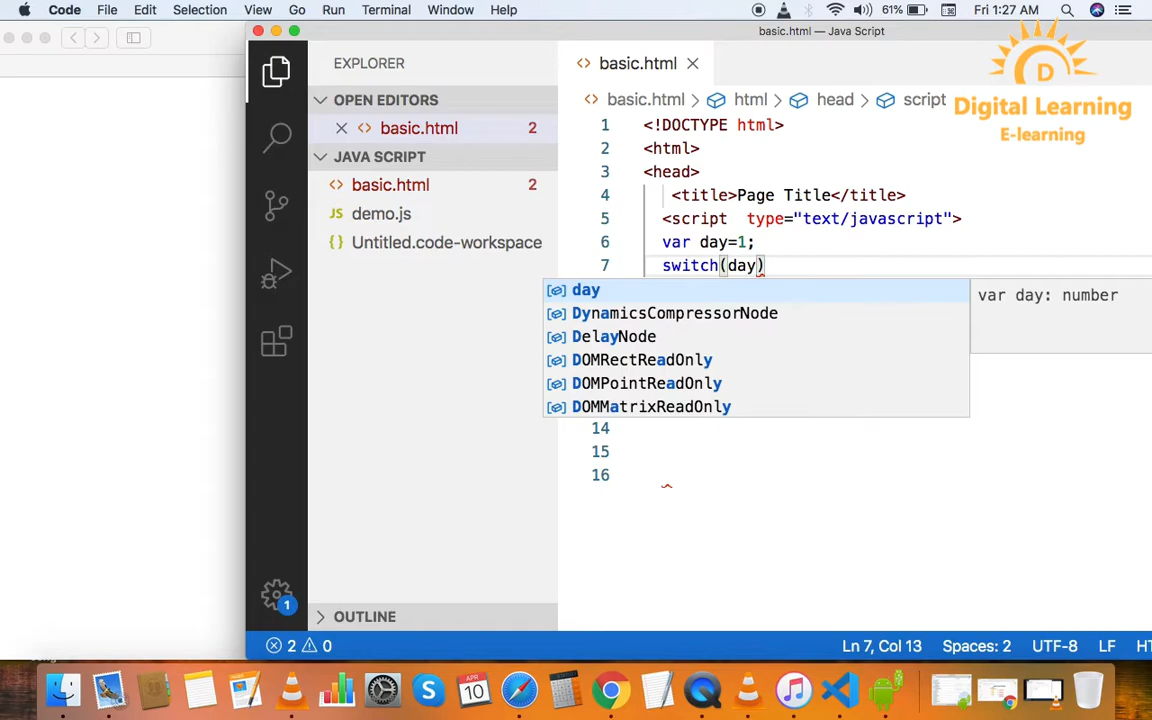 Code File Edit Selection View Go Run Terminal Window Help 61% Fri 1:27 AM
basic.html — Java Script
EXPLORER
OPEN EDITORS
basic.html 2
JAVA SCRIPT
basic.html 2
JS demo.js
{} Untitled.code-workspace
OUTLINE
basic.html
basic.html > html > head > script
1 <!DOCTYPE html>
2 <html>
3 <head>
4 <title>Page Title</title>
5 <script type="text/javascript">
6 var day=1;
7 switch(day)
day
DynamicsCompressorNode
DelayNode
DOMRectReadOnly
DOMPointReadOnly
DOMMatrixReadOnly
var day: number
14
15
16
D
Digital Learning
E-learning
1
2 0 Ln 7, Col 13 Spaces: 2 UTF-8 LF HT
APR
10